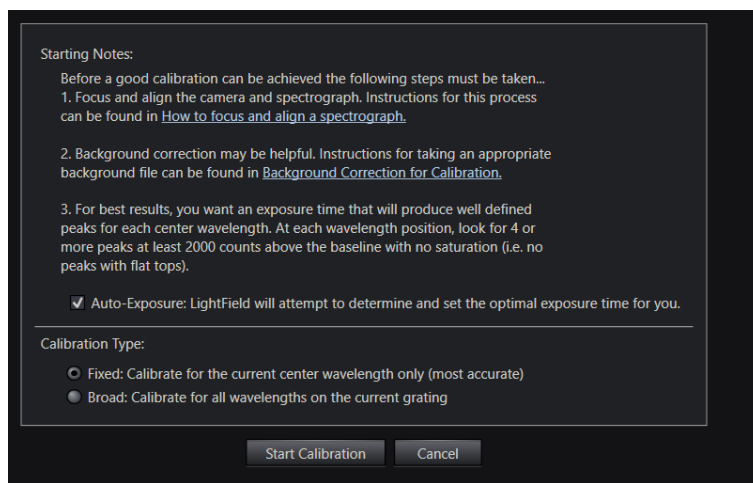 Starting Notes:
Before a good calibration can be achieved the following steps must be taken...
1. Focus and align the camera and spectrograph. Instructions for this process
can be found in How to focus and align a spectrograph.
2. Background correction may be helpful. Instructions for taking an appropriate
background file can be found in Background Correction for Calibration.
3. For best results, you want an exposure time that will produce well defined
peaks for each center wavelength. At each wavelength position, look for 4 or
more peaks at least 2000 counts above the baseline with no saturation (i.e. no
peaks with flat tops).
Auto-Exposure: LightField will attempt to determine and set the optimal exposure time for you.
Calibration Type:
Fixed: Calibrate for the current center wavelength only (most accurate)
Broad: Calibrate for all wavelengths on the current grating
Start Calibration Cancel